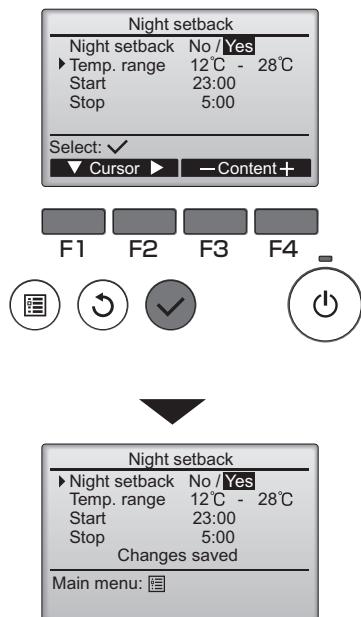 Night setback
Night setback No / Yes
Temp. range 12℃ - 28℃
Start 23:00
Stop 5:00
Select: ✓
▼ Cursor ▶ — Content +
F1 F2 F3 F4
Night setback
Night setback No / Yes
Temp. range 12℃ - 28℃
Start 23:00
Stop 5:00
Changes saved
Main menu: